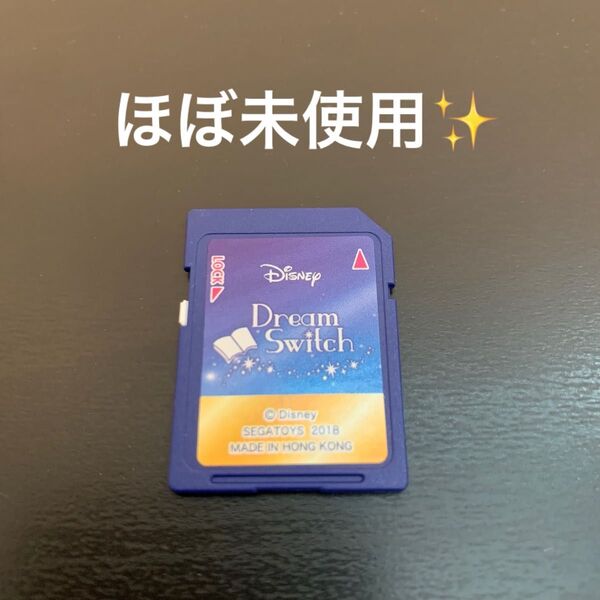 ほぼ未使用✨
LOCK
Disney
Dream
Switch
© Disney
SEGATOYS 2018
MADE IN HONG KONG